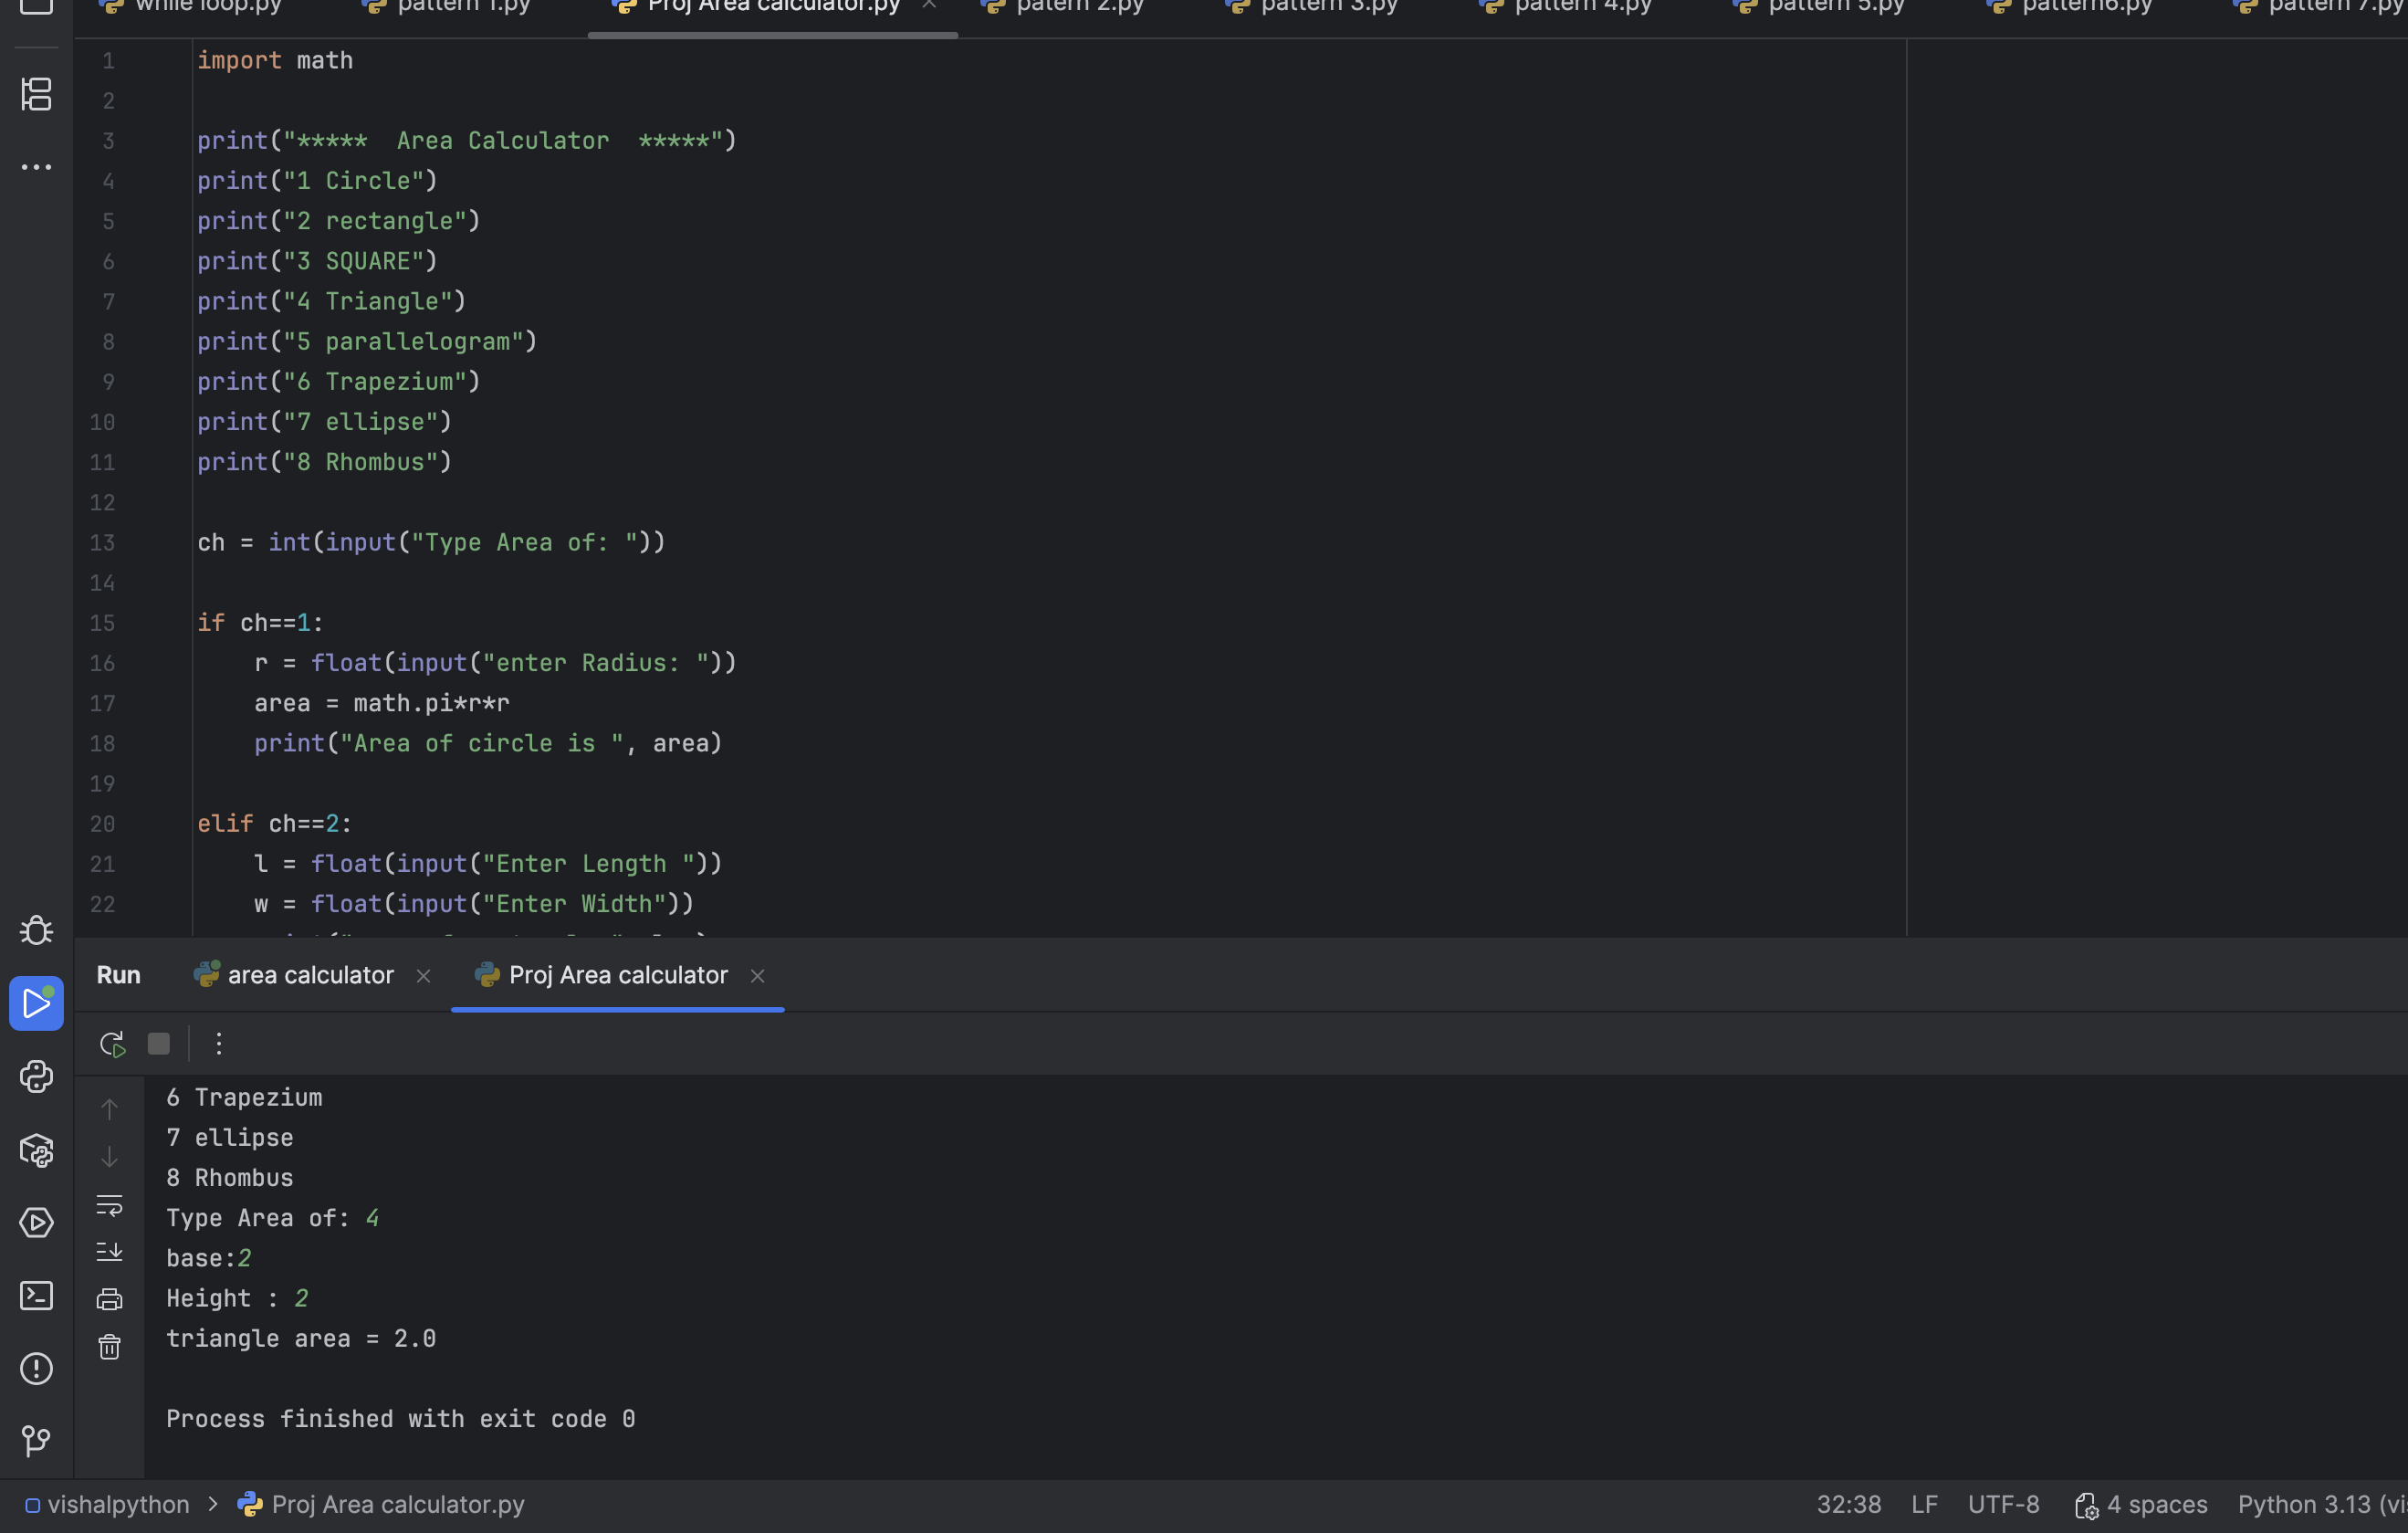 while loop.py pattern 1.py Proj Area calculator.py patern 2.py pattern 3.py pattern 4.py pattern 5.py pattern6.py pattern 7.py
1 import math
2
3 print("*****  Area Calculator  *****")
4 print("1 Circle")
5 print("2 rectangle")
6 print("3 SQUARE")
7 print("4 Triangle")
8 print("5 parallelogram")
9 print("6 Trapezium")
10 print("7 ellipse")
11 print("8 Rhombus")
12
13 ch = int(input("Type Area of: "))
14
15 if ch==1:
16     r = float(input("enter Radius: "))
17     area = math.pi*r*r
18     print("Area of circle is ", area)
19
20 elif ch==2:
21     l = float(input("Enter Length "))
22     w = float(input("Enter Width"))
Run area calculator Proj Area calculator
6 Trapezium
7 ellipse
8 Rhombus
Type Area of: 4
base:2
Height : 2
triangle area = 2.0
Process finished with exit code 0
vishalpython > Proj Area calculator.py 32:38 LF UTF-8 4 spaces Python 3.13